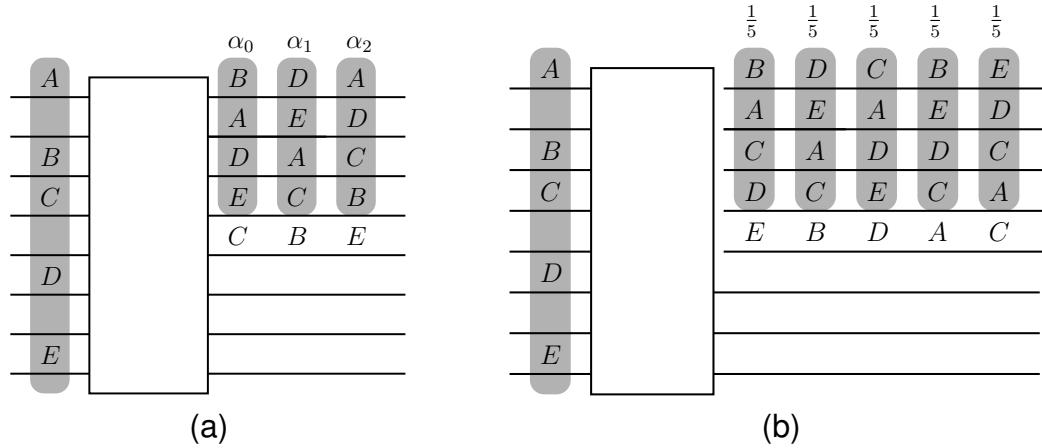 α₀ α₁ α₂
A B D A
A E D
B D A C
C E C B
C B E
D
E
(a)
1/5 1/5 1/5 1/5 1/5
A B D C B E
A E A E D
B C A D D C
C D C E C A
E B D A C
D
E
(b)